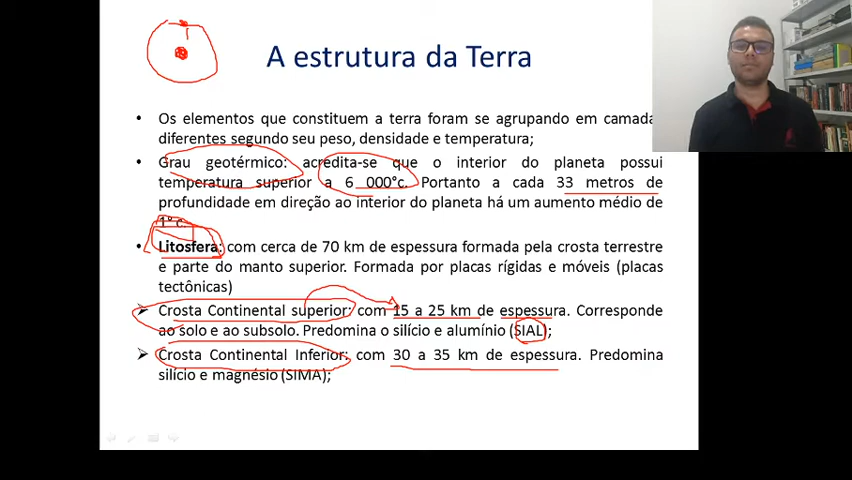 A estrutura da Terra
• Os elementos que constituem a terra foram se agrupando em camada
diferentes segundo seu peso, densidade e temperatura;
• Grau geotérmico: acredita-se que o interior do planeta possui
temperatura superior a 6 000°c. Portanto a cada 33 metros de
profundidade em direção ao interior do planeta há um aumento médio de
1° c.
• Litosfera: com cerca de 70 km de espessura formada pela crosta terrestre
e parte do manto superior. Formada por placas rígidas e móveis (placas
tectônicas)
➢ Crosta Continental superior: com 15 a 25 km de espessura. Corresponde
ao solo e ao subsolo. Predomina o silício e alumínio (SIAL);
➢ Crosta Continental Inferior: com 30 a 35 km de espessura. Predomina
silício e magnésio (SIMA);